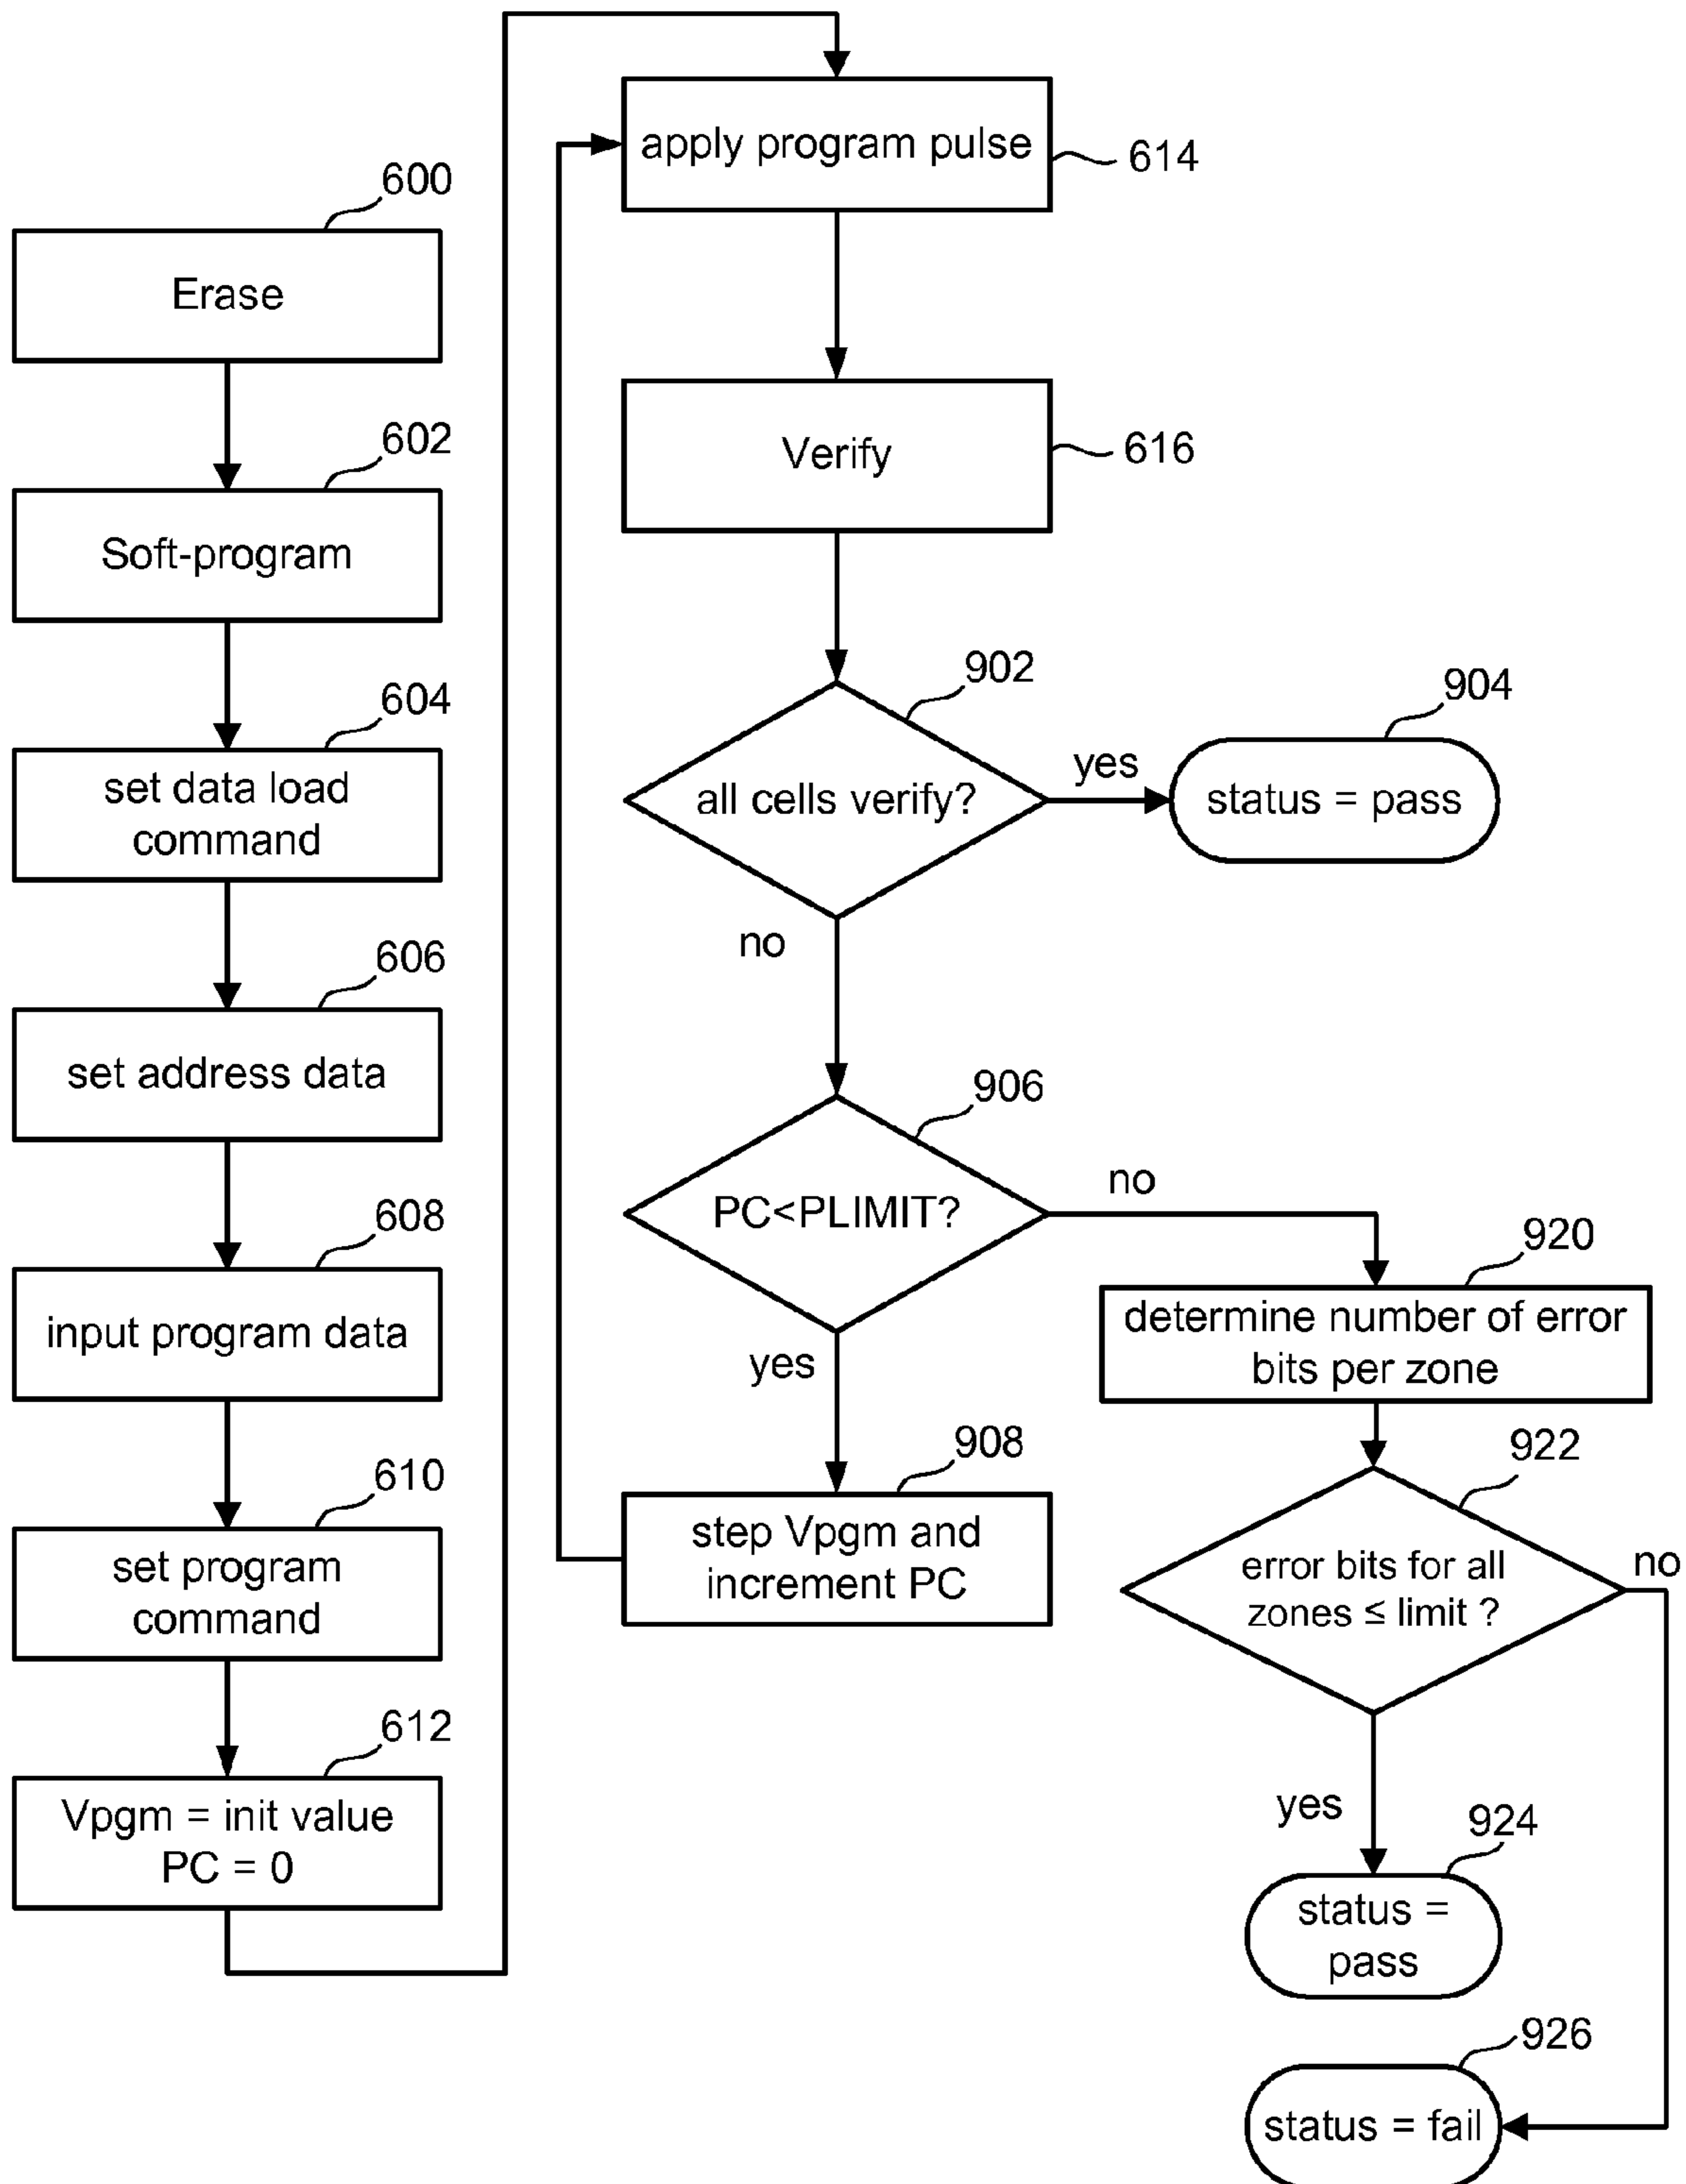 600
Erase
602
Soft-program
604
set data load
command
606
set address data
608
input program data
610
set program
command
612
Vpgm = init value
PC = 0
apply program pulse
614
Verify
616
902
all cells verify?
yes
904
status = pass
no
906
PC<PLIMIT?
no
yes
908
step Vpgm and
increment PC
920
determine number of error
bits per zone
922
error bits for all
zones ≤ limit ?
no
yes
924
status =
pass
926
status = fail